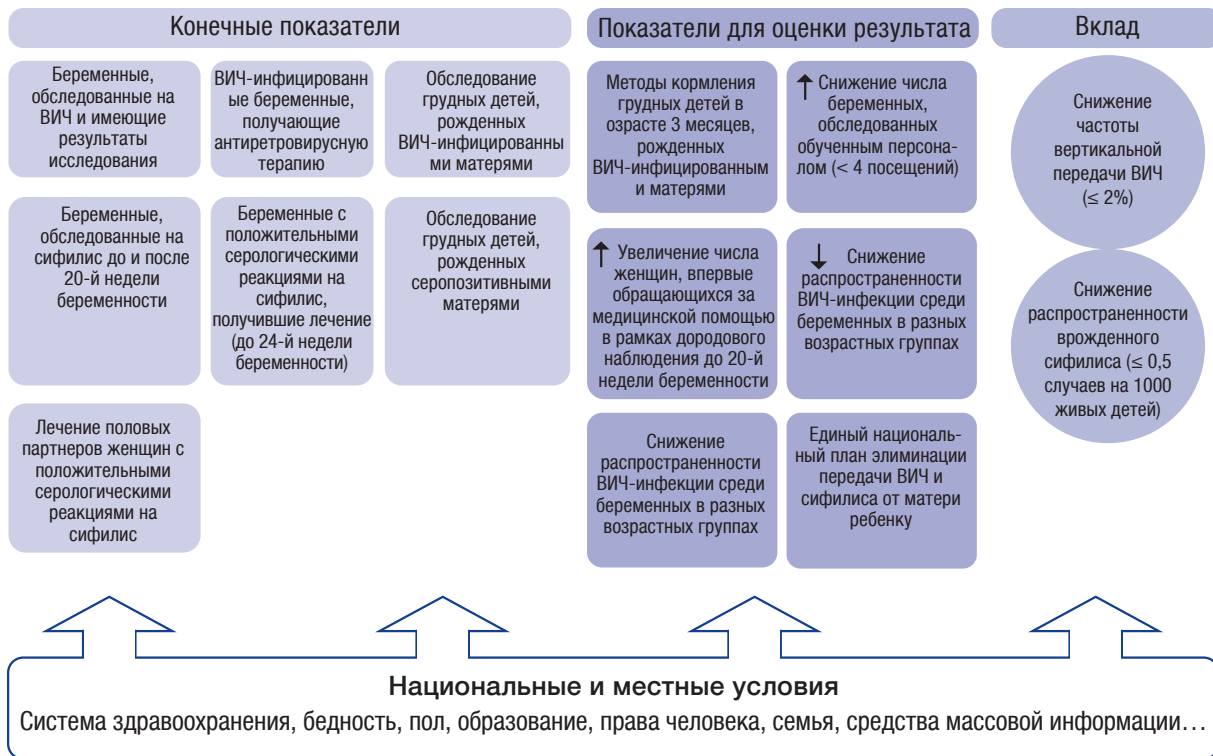 Конечные показатели
Беременные,
обследованные на
ВИЧ и имеющие
результаты
исследования
ВИЧ-инфицированн
ые беременные,
получающие
антиретровирусную
терапию
Обследование
грудных детей,
рожденных
ВИЧ-инфицированны
ми матерями
Беременные,
обследованные на
сифилис до и после
20-й недели
беременности
Беременные с
положительными
серологическими
реакциями на
сифилис,
получившие лечение
(до 24-й недели
беременности)
Обследование
грудных детей,
рожденных
серопозитивными
матерями
Лечение половых
партнеров женщин с
положительными
серологическими
реакциями на
сифилис
Показатели для оценки результата
Методы кормления
грудных детей в
озрасте 3 месяцев,
рожденных
ВИЧ-инфицированным
и матерями
↑ Снижение числа
беременных,
обследованных
обученным персона-
лом (< 4 посещений)
↑ Увеличение числа
женщин, впервые
обращающихся за
медицинской помощью
в рамках дородового
наблюдения до 20-й
недели беременности
↓ Снижение
распространенности
ВИЧ-инфекции среди
беременных в разных
возрастных группах
Снижение
распространенности
ВИЧ-инфекции среди
беременных в разных
возрастных группах
Единый националь-
ный план элиминации
передачи ВИЧ и
сифилиса от матери
ребенку
Вклад
Снижение
частоты
вертикальной
передачи ВИЧ
(≤ 2%)
Снижение
распространенности
врожденного
сифилиса (≤ 0,5
случаев на 1000
живых детей)
Национальные и местные условия
Система здравоохранения, бедность, пол, образование, права человека, семья, средства массовой информации…